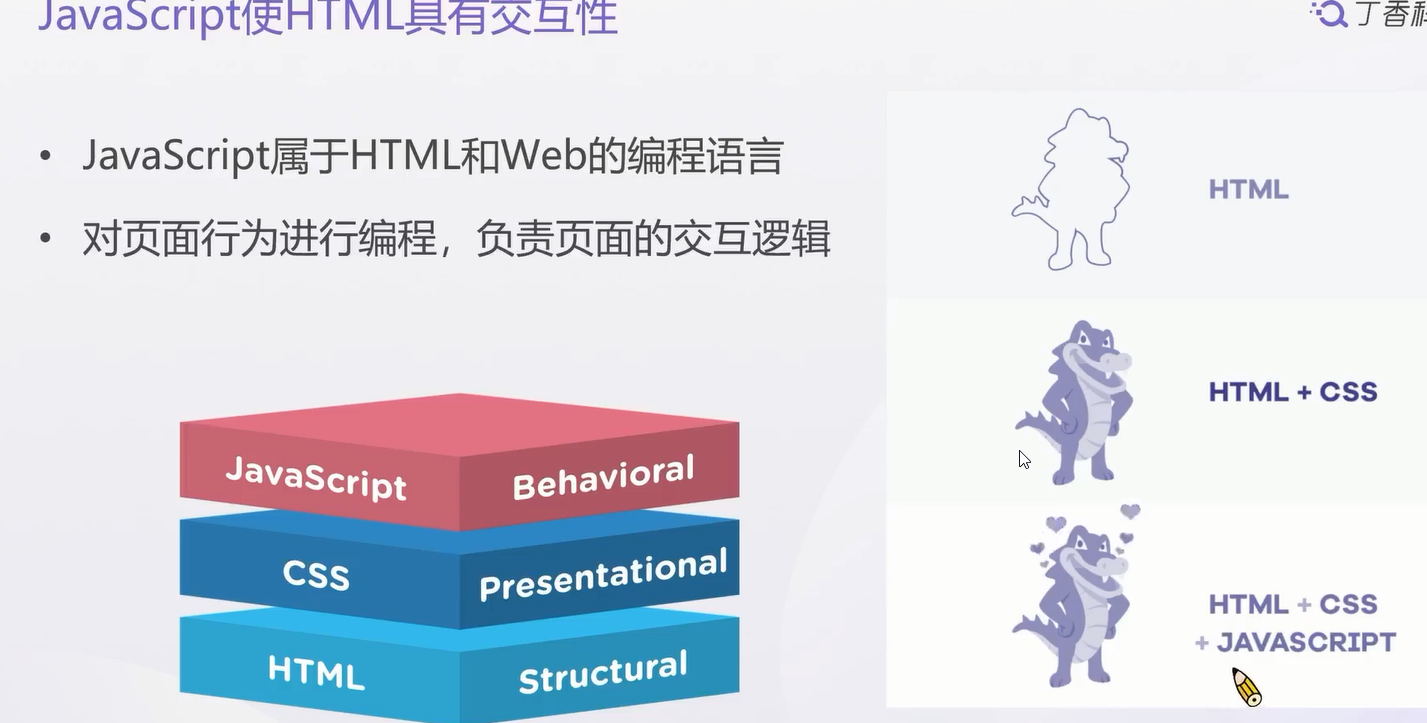 JavaScript使HTML具有交互性
丁香
• JavaScript属于HTML和Web的编程语言
• 对页面行为进行编程，负责页面的交互逻辑
HTML
HTML + CSS
HTML + CSS
+ JAVASCRIPT
JavaScript Behavioral
CSS Presentational
HTML Structural